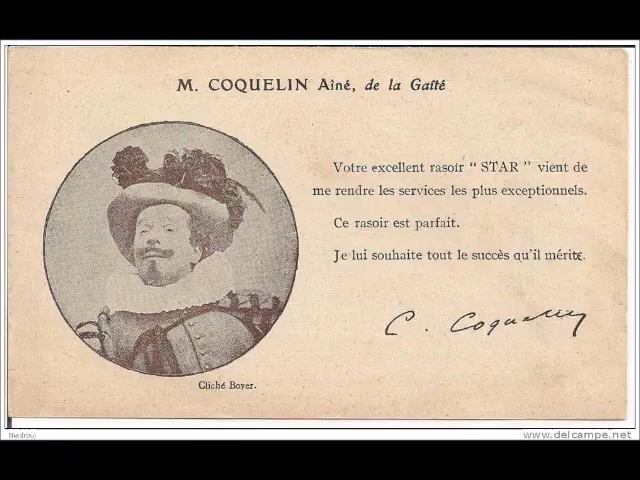 M. COQUELIN Aîné, de la Gaîté
Votre excellent rasoir “ STAR ” vient de
me rendre les services les plus exceptionnels.
Ce rasoir est parfait.
Je lui souhaite tout le succès qu'il mérite.
C. Coquelin
Cliché Boyer.
Niedrouj
www.delcampe.net